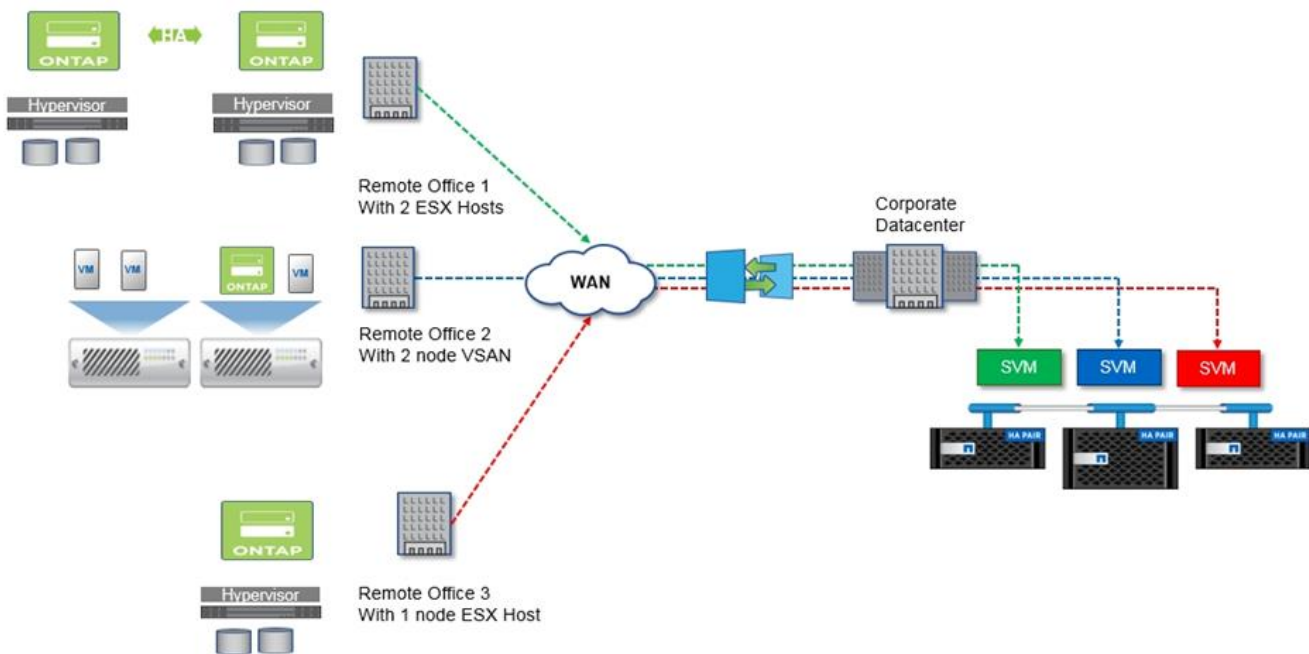 ONTAP
HA
ONTAP
Hypervisor
Hypervisor
Remote Office 1
With 2 ESX Hosts
VM
VM
ONTAP
VM
Remote Office 2
With 2 node VSAN
WAN
Corporate
Datacenter
SVM
SVM
SVM
HA PAIR
HA PAIR
HA PAIR
ONTAP
Hypervisor
Remote Office 3
With 1 node ESX Host